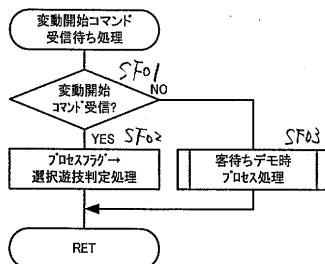 変動開始コマンド
受信待ち処理
SF01
変動開始
コマンド受信?
NO
YES
SF02
SF03
プロセスフラグ→
選択遊技判定処理
客待ちデモ時
プロセス処理
RET